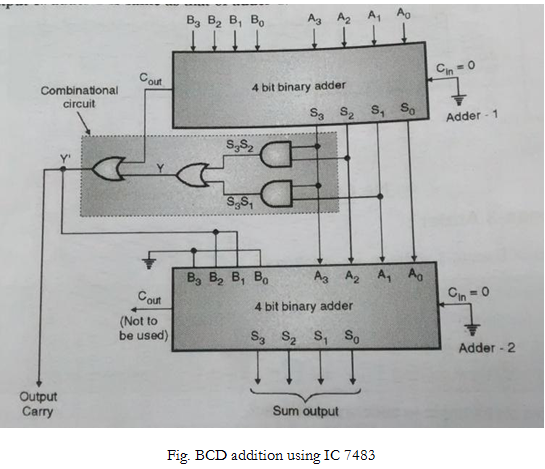 B3 B2 B1 B0 A3 A2 A1 A0
Cin = 0
Cout
4 bit binary adder
Combinational
circuit
S3 S2 S1 S0
Adder - 1
S3S2
Y'
Y
S3S1
B3 B2 B1 B0 A3 A2 A1 A0
Cin = 0
Cout
4 bit binary adder
(Not to
be used)
S3 S2 S1 S0
Adder - 2
Output
Carry
Sum output
Fig. BCD addition using IC 7483